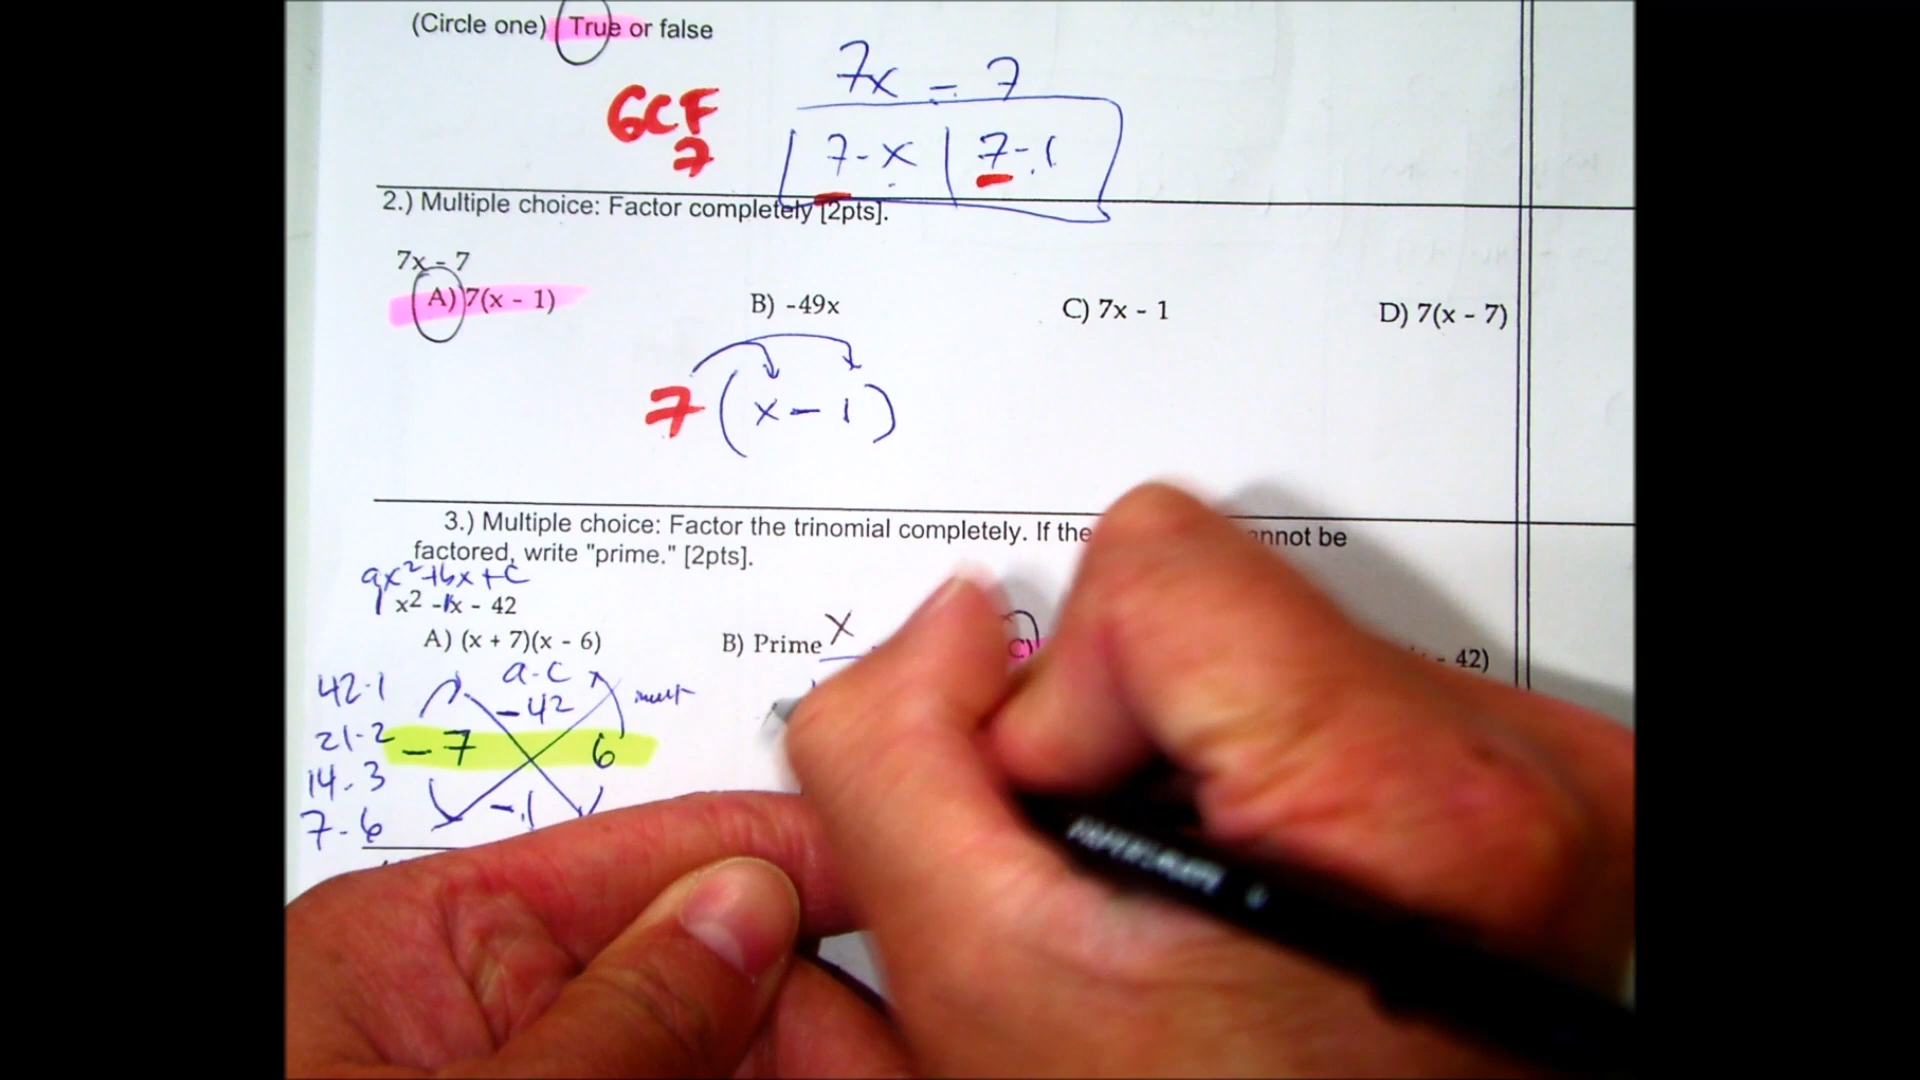 (Circle one) True or false
7x - 7
GCF
7
7 · x | 7 · 1
2.) Multiple choice: Factor completely [2pts].
7x - 7
A) 7(x - 1) B) -49x C) 7x - 1 D) 7(x - 7)
7 (x - 1)
3.) Multiple choice: Factor the trinomial completely. If the nnot be
factored, write "prime." [2pts].
ax² + bx + c
1 x2 -1x - 42
A) (x + 7)(x - 6) B) Prime X C) - 42)
a·c
42·1 -42 mult
21·2 -7 6
14·3
7·6 -1